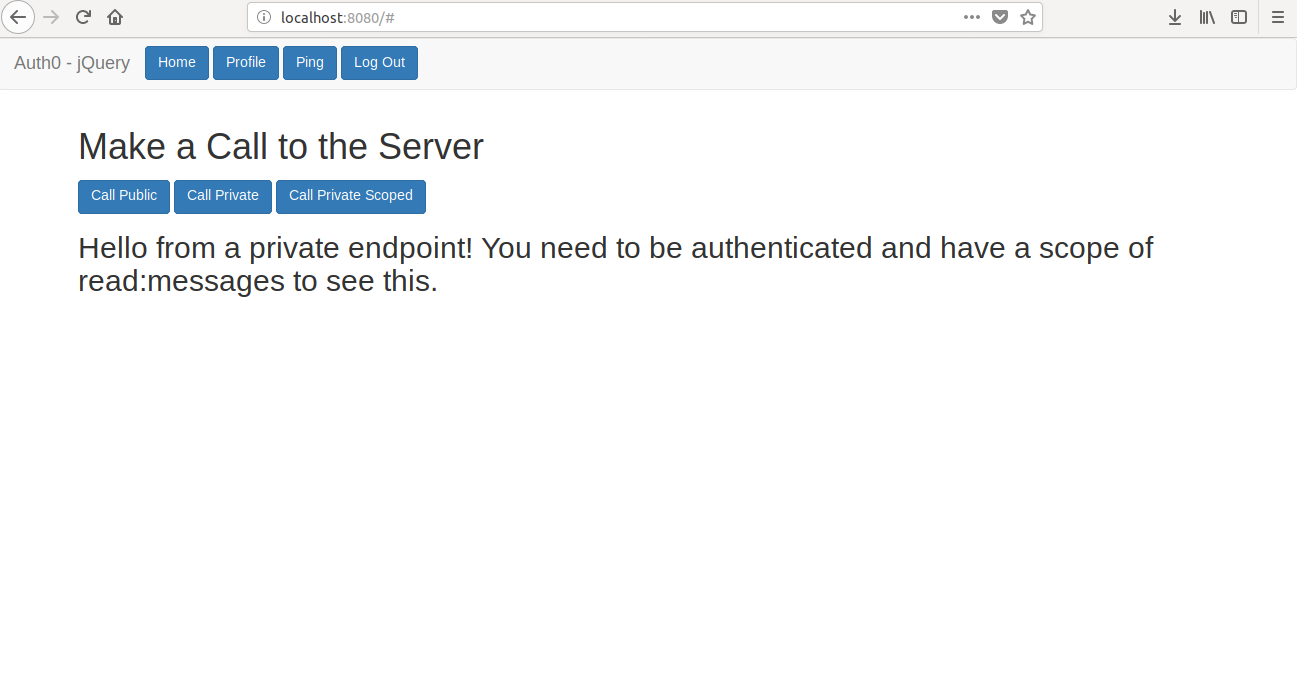 localhost:8080/#
Auth0 - jQuery Home Profile Ping Log Out
Make a Call to the Server
Call Public Call Private Call Private Scoped
Hello from a private endpoint! You need to be authenticated and have a scope of
read:messages to see this.